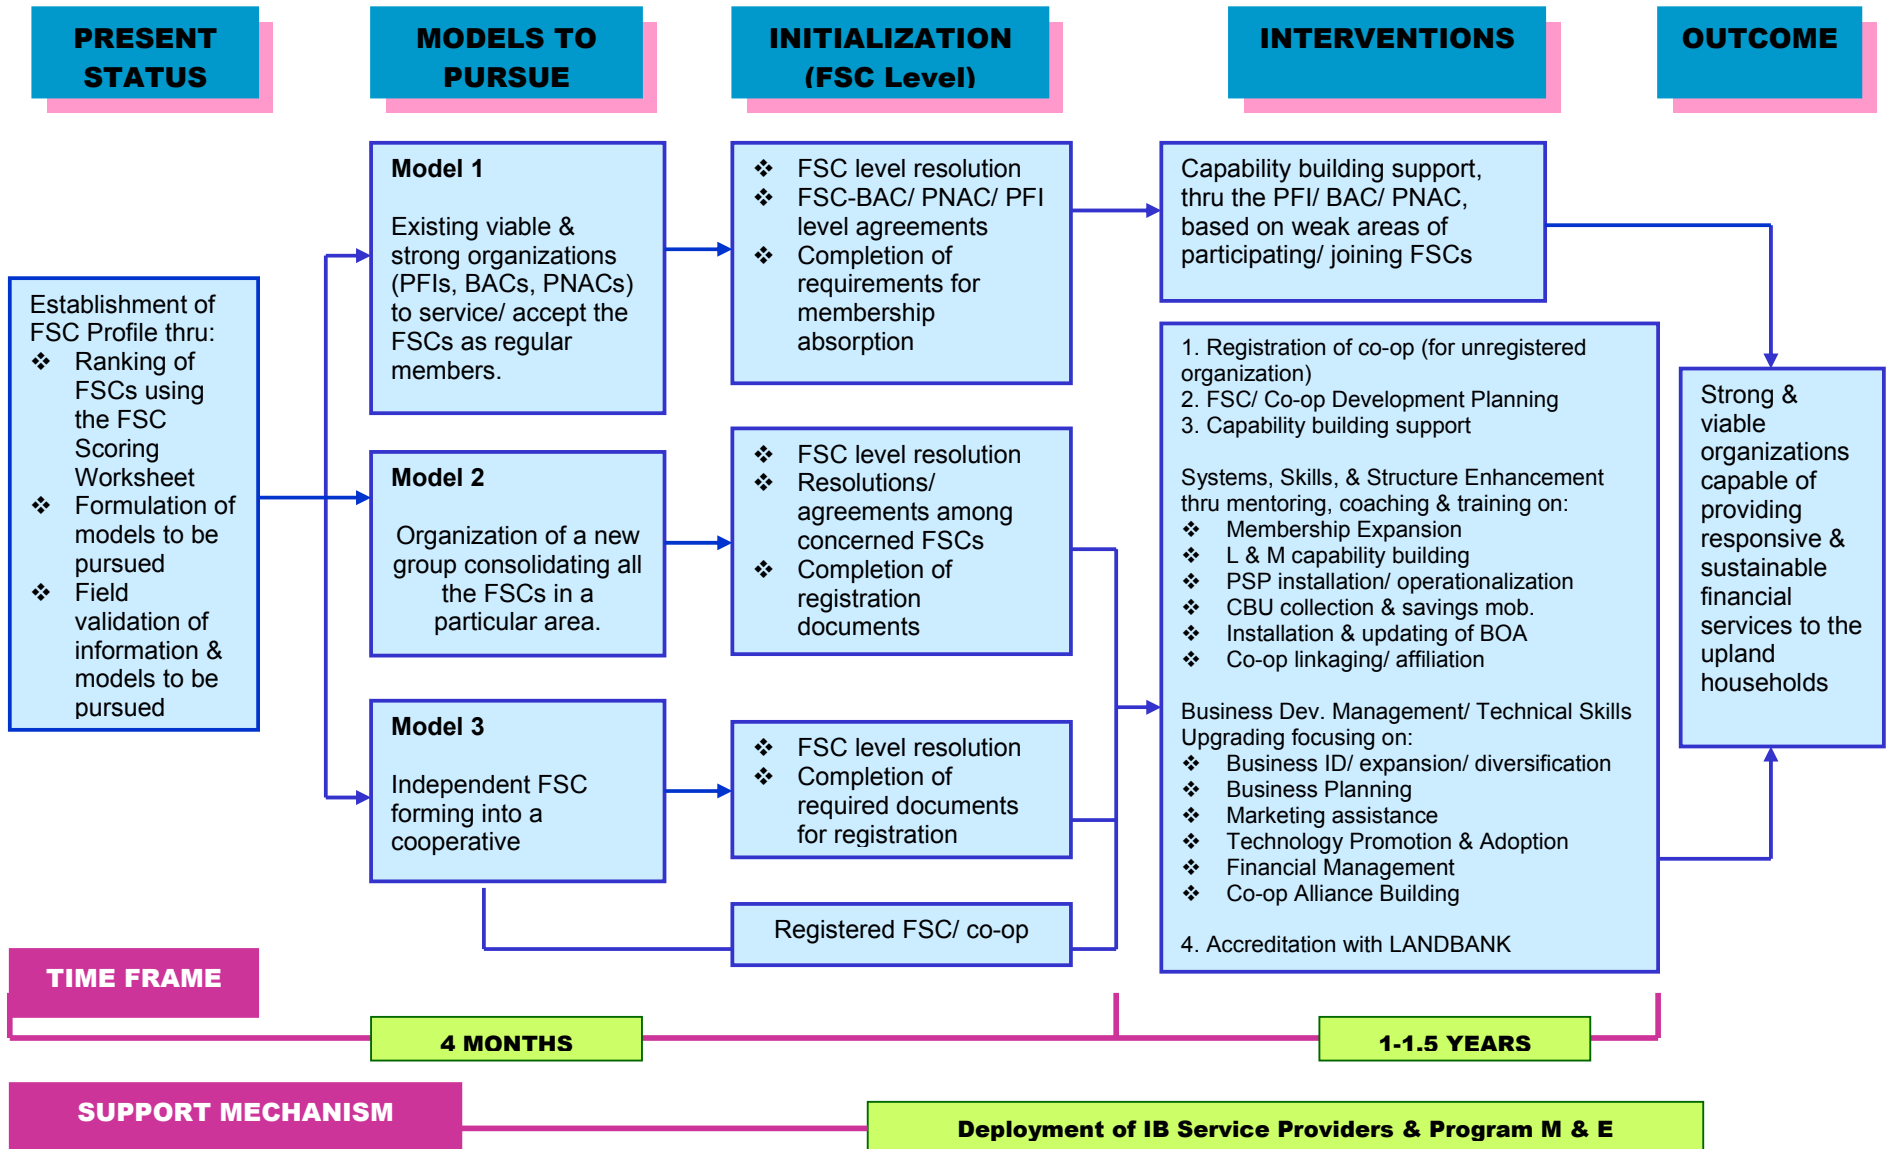 PRESENT
STATUS
MODELS TO
PURSUE
INITIALIZATION
(FSC Level)
INTERVENTIONS
OUTCOME
Establishment of
FSC Profile thru:
❖ Ranking of
FSCs using
the FSC
Scoring
Worksheet
❖ Formulation of
models to be
pursued
❖ Field
validation of
information &
models to be
pursued
Model 1
Existing viable &
strong organizations
(PFIs, BACs, PNACs)
to service/ accept the
FSCs as regular
members.
Model 2
Organization of a new
group consolidating all
the FSCs in a
particular area.
Model 3
Independent FSC
forming into a
cooperative
❖ FSC level resolution
❖ FSC-BAC/ PNAC/ PFI
level agreements
❖ Completion of
requirements for
membership
absorption
❖ FSC level resolution
❖ Resolutions/
agreements among
concerned FSCs
❖ Completion of
registration
documents
❖ FSC level resolution
❖ Completion of
required documents
for registration
Registered FSC/ co-op
Capability building support,
thru the PFI/ BAC/ PNAC,
based on weak areas of
participating/ joining FSCs
1. Registration of co-op (for unregistered
organization)
2. FSC/ Co-op Development Planning
3. Capability building support
Systems, Skills, & Structure Enhancement
thru mentoring, coaching & training on:
❖ Membership Expansion
❖ L & M capability building
❖ PSP installation/ operationalization
❖ CBU collection & savings mob.
❖ Installation & updating of BOA
❖ Co-op linkaging/ affiliation
Business Dev. Management/ Technical Skills
Upgrading focusing on:
❖ Business ID/ expansion/ diversification
❖ Business Planning
❖ Marketing assistance
❖ Technology Promotion & Adoption
❖ Financial Management
❖ Co-op Alliance Building
4. Accreditation with LANDBANK
Strong &
viable
organizations
capable of
providing
responsive &
sustainable
financial
services to the
upland
households
TIME FRAME
4 MONTHS
1-1.5 YEARS
SUPPORT MECHANISM
Deployment of IB Service Providers & Program M & E